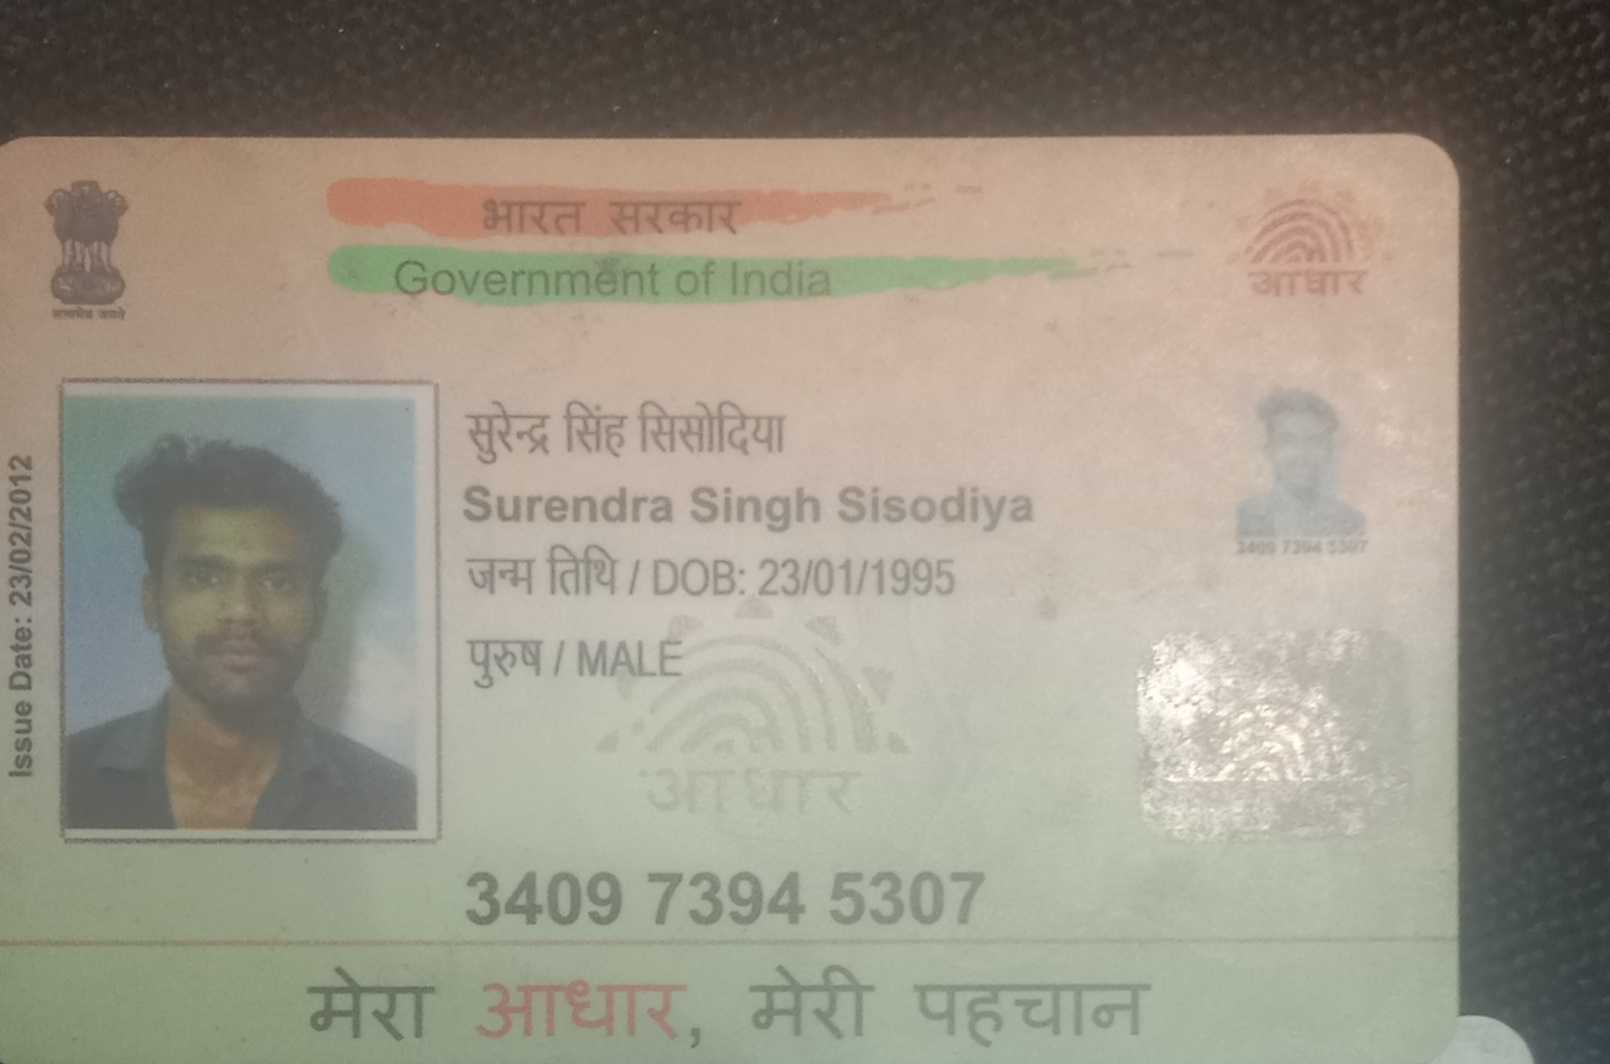 भारत सरकार
Government of India
आधार
सत्यमेव जयते
Issue Date: 23/02/2012
सुरेन्द्र सिंह सिसोदिया
Surendra Singh Sisodiya
जन्म तिथि / DOB: 23/01/1995
पुरुष / MALE
3409 7394 5307
आधार
3409 7394 5307
मेरा आधार, मेरी पहचान